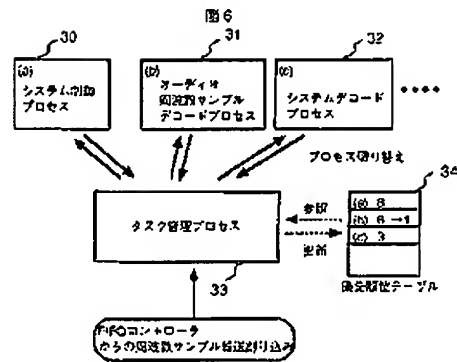 図6
30
31
32
(a)
システム制御
プロセス
(b)
オーディオ
周波数サンプル
デコードプロセス
(c)
システムデコード
プロセス
プロセス切り替え
34
タスク管理プロセス
参照
更新
(a) 8
(b) 6→1
(c) 3
優先順位テーブル
33
FIFOコントローラ
からの周波数サンプル転送割り込み